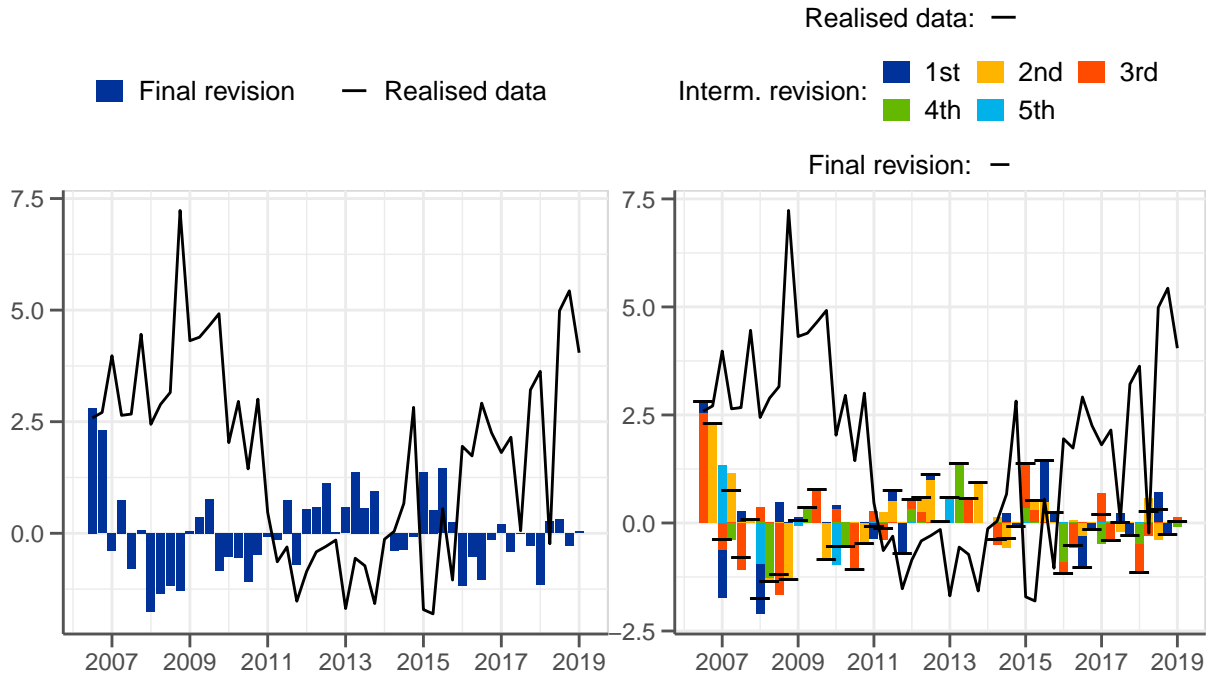 Final revision Realised data
7.5
5.0
2.5
0.0
2007 2009 2011 2013 2015 2017 2019
Realised data:
Interm. revision: 1st 2nd 3rd
4th 5th
Final revision:
7.5
5.0
2.5
0.0
−2.5
2007 2009 2011 2013 2015 2017 2019